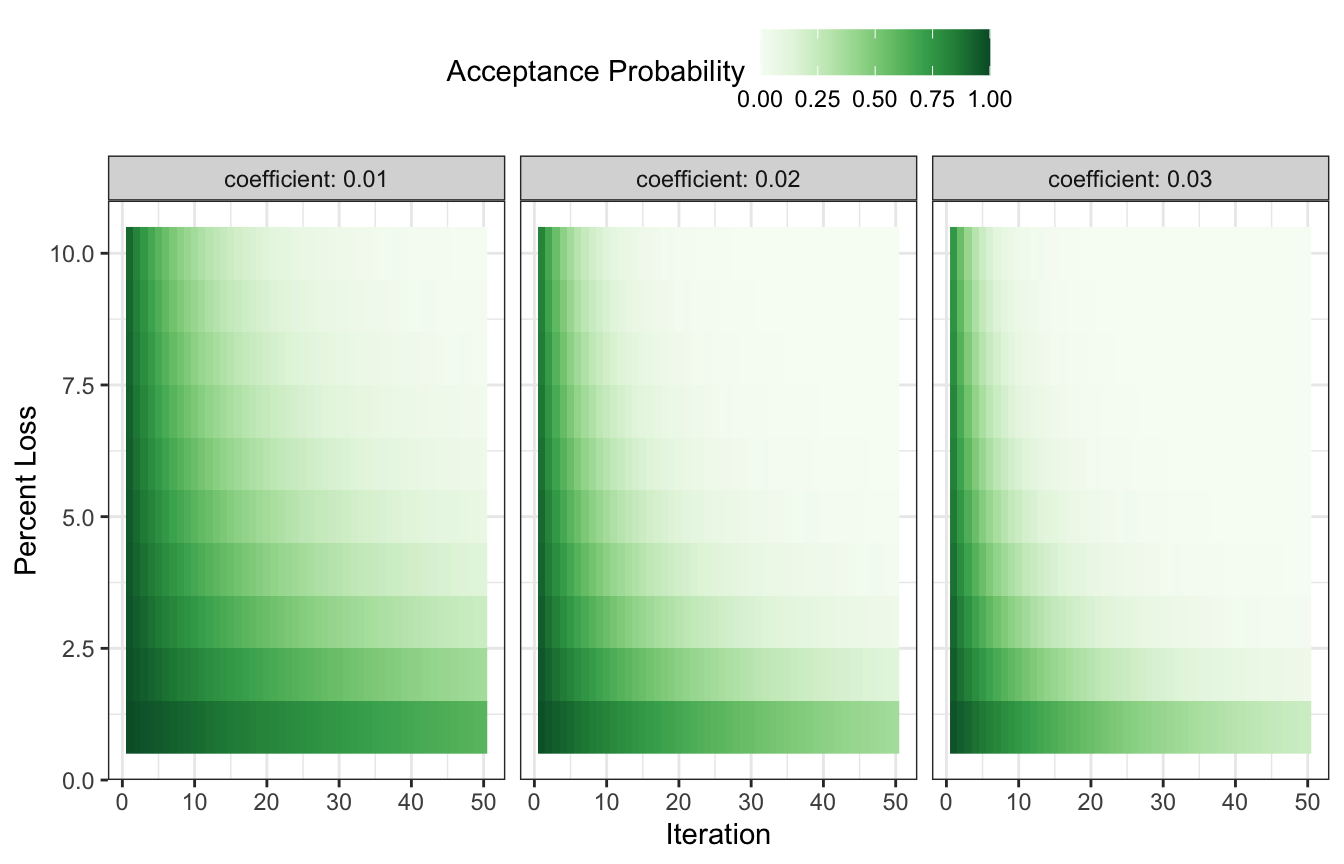 Acceptance Probability
0.00 0.25 0.50 0.75 1.00
coefficient: 0.01
coefficient: 0.02
coefficient: 0.03
10.0
7.5
5.0
2.5
0.0
Percent Loss
0 10 20 30 40 50
0 10 20 30 40 50
0 10 20 30 40 50
Iteration